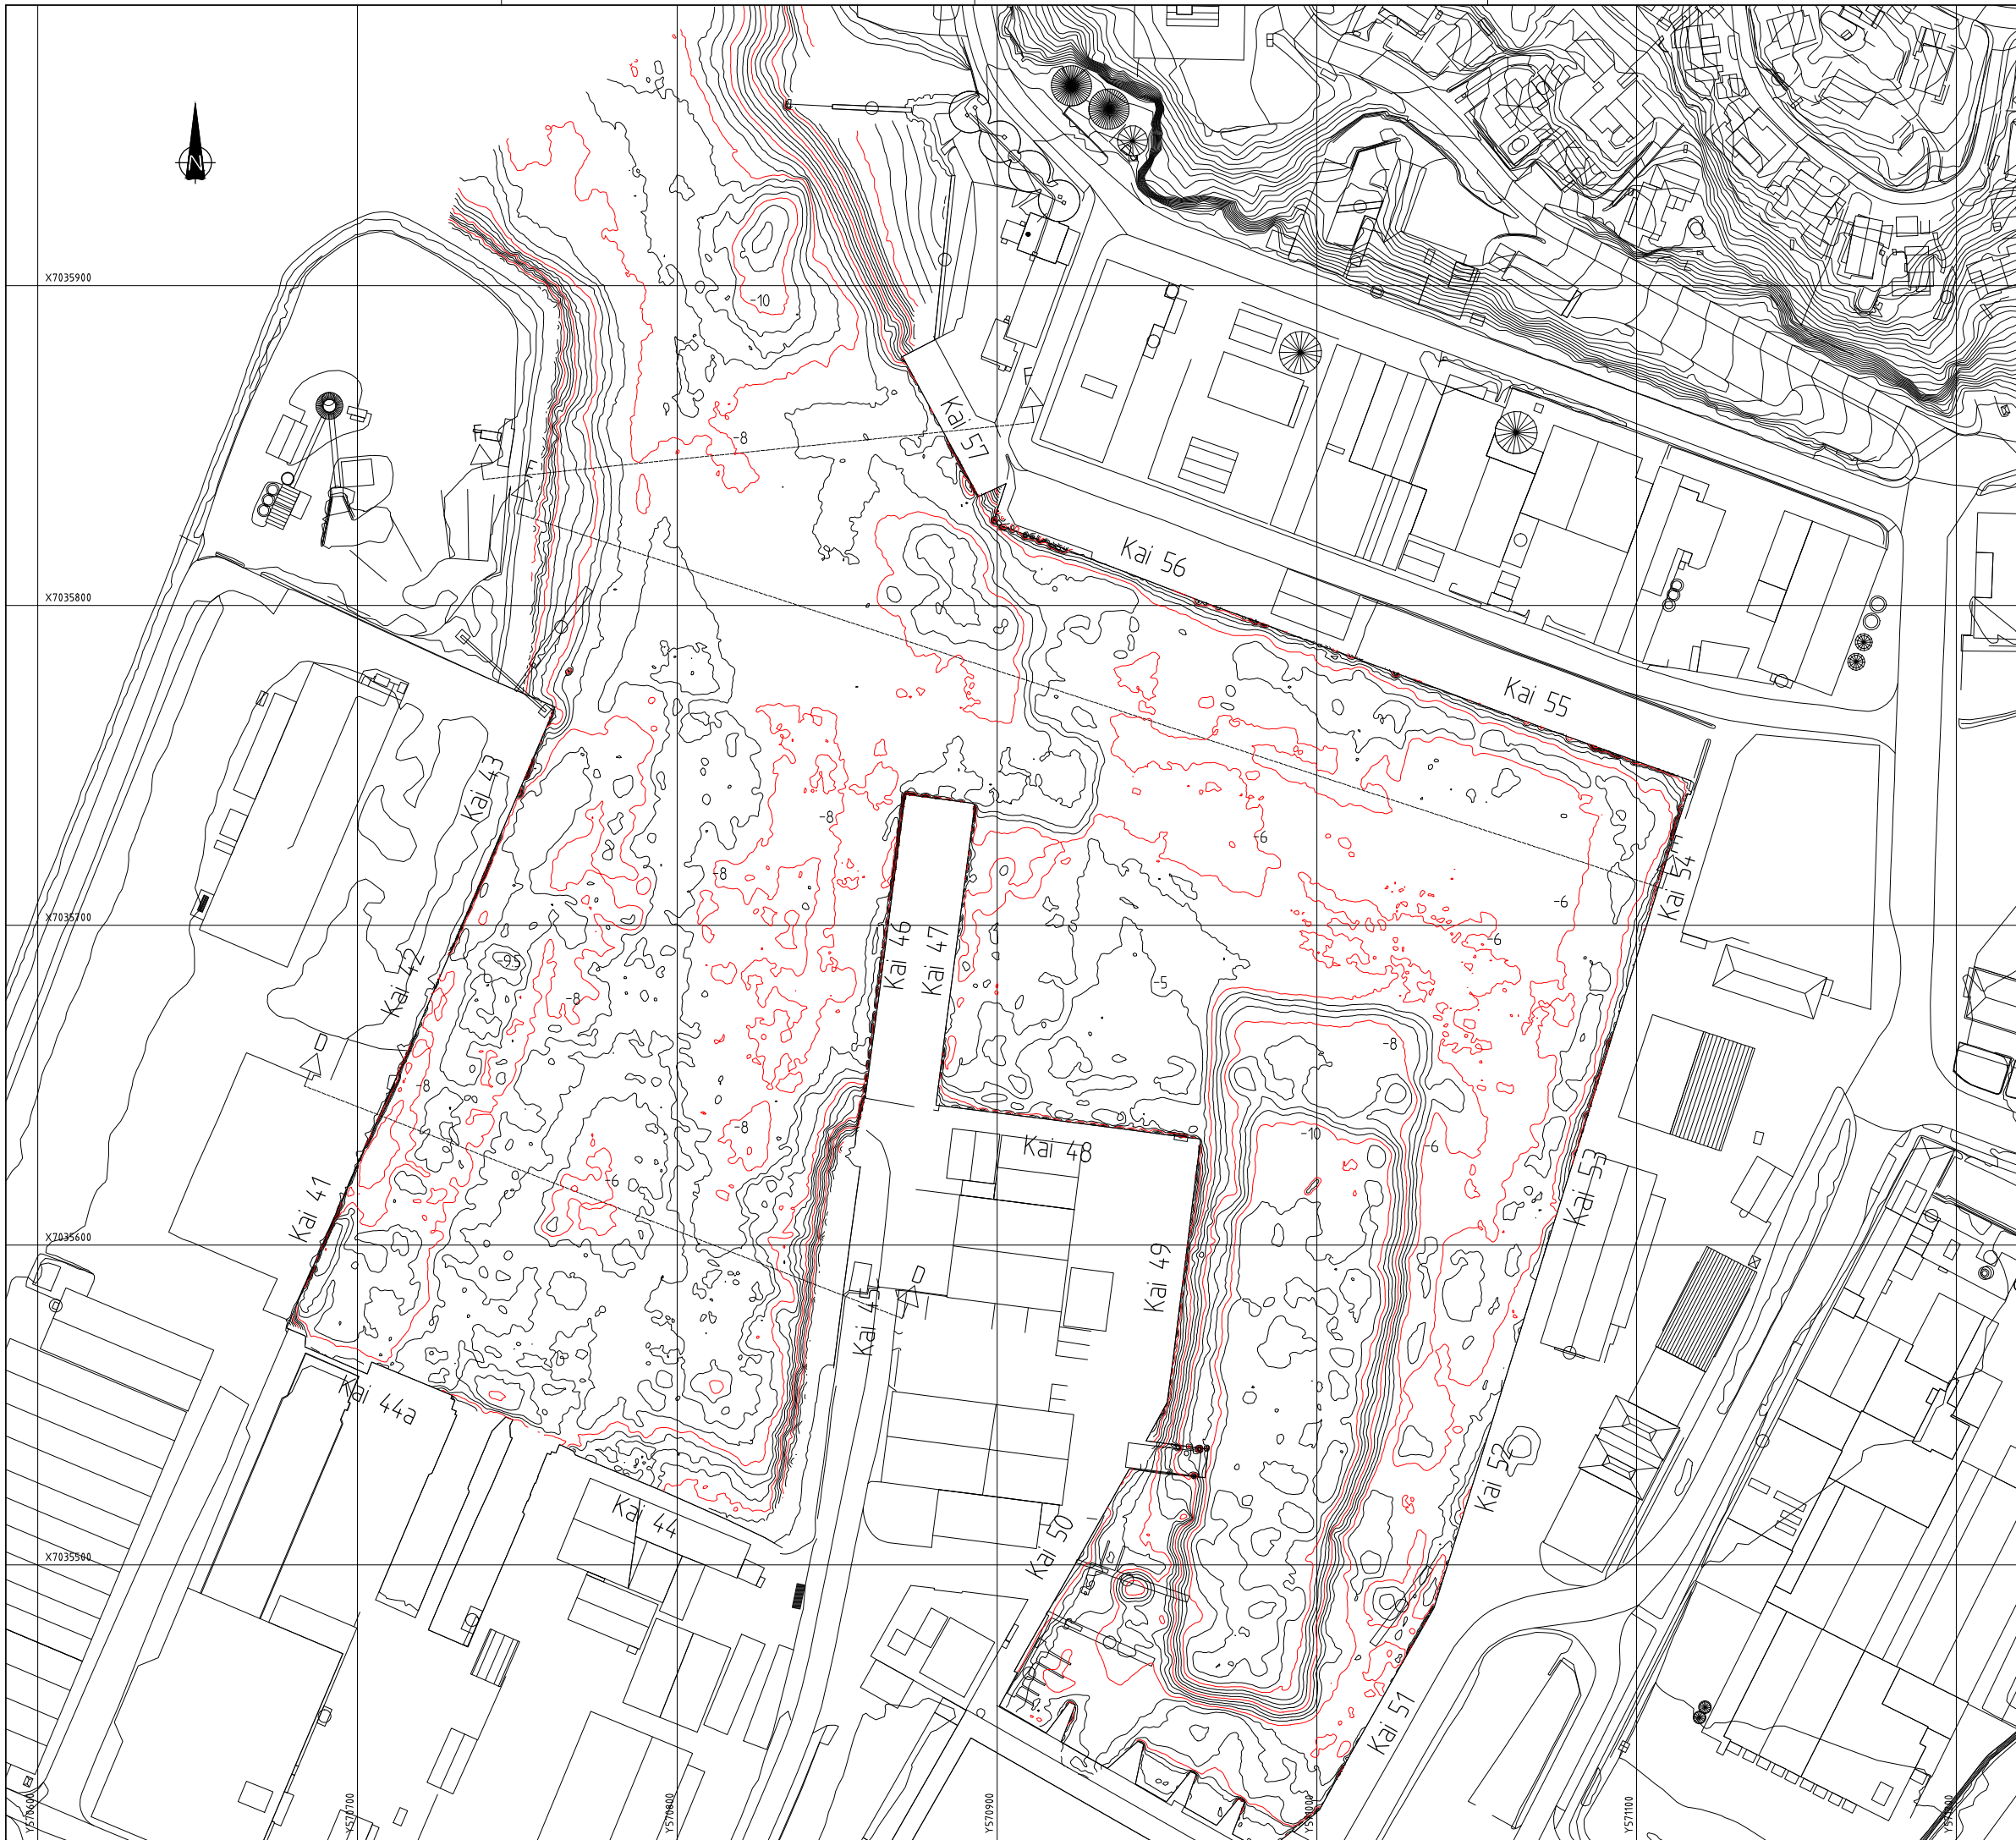 N
X7035900
-10
Kai 57
-8
Kai 56
X7035800
Kai 55
Kai 43
-8
-6
-8
Kai 54
-6
X7035700
Kai 46
Kai 47
-6
-9.5
Kai 42
-8
-5
-8
-8
-10
-8
-6
Kai 48
-6
Kai 41
Kai 53
X7035600
Kai 49
Kai 45
Kai 44a
Kai 52
Kai 44
Kai 50
X7035500
Kai 51
Y570600
Y570700
Y570800
Y570900
Y571000
Y571100